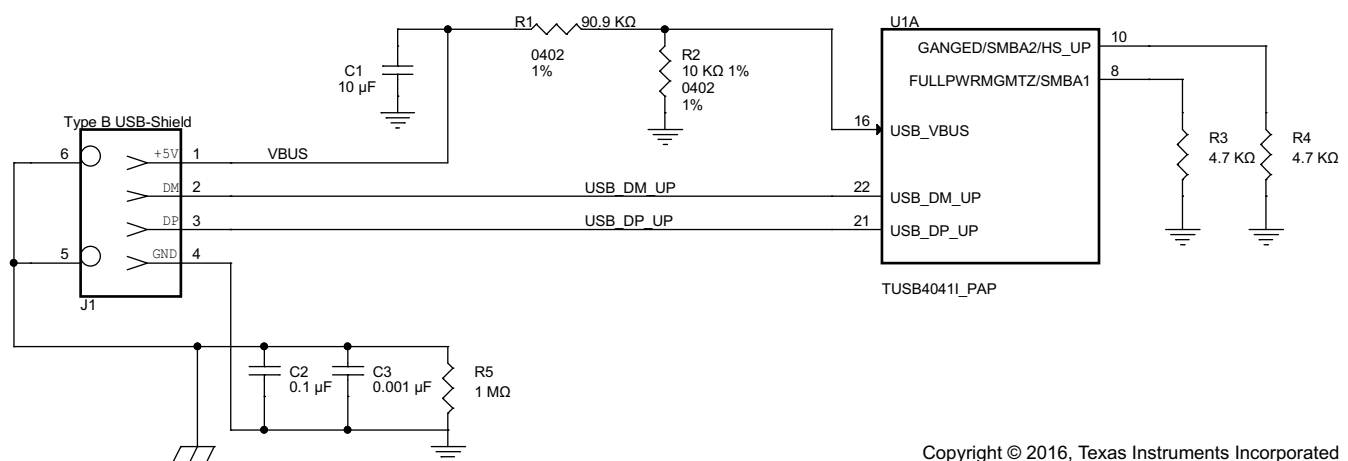 R1 90.9 KΩ
0402
1%
C1
10 µF
R2
10 KΩ 1%
0402
1%
U1A
GANGED/SMBA2/HS_UP
10
FULLPWRMGMTZ/SMBA1
8
16
USB_VBUS
R3
4.7 KΩ
R4
4.7 KΩ
Type B USB-Shield
6
+5V
1
VBUS
DM
2
USB_DM_UP
22
USB_DM_UP
DP
3
USB_DP_UP
21
USB_DP_UP
5
GND
4
J1
TUSB4041I_PAP
C2
0.1 µF
C3
0.001 µF
R5
1 MΩ
Copyright © 2016, Texas Instruments Incorporated